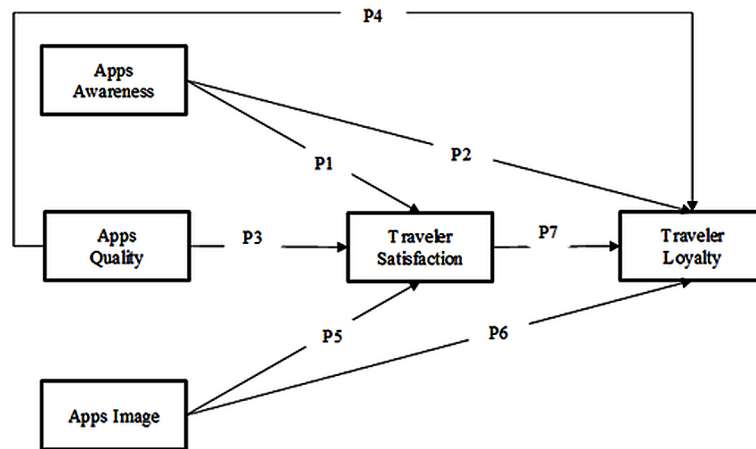 P4
Apps
Awareness
P1
P2
Apps
Quality
P3
Traveler
Satisfaction
P7
Traveler
Loyalty
P5
P6
Apps Image